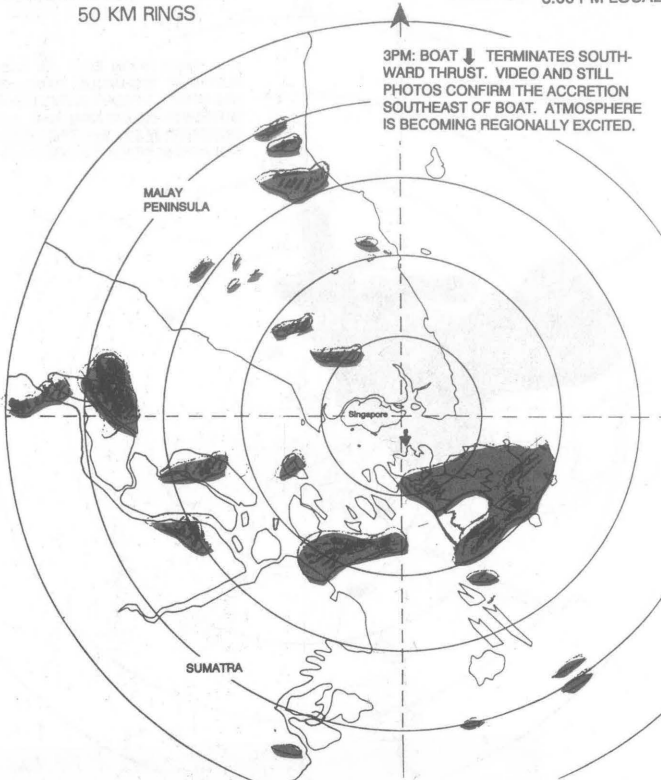 50 KM RINGS
3PM: BOAT ⬇ TERMINATES SOUTH-
WARD THRUST. VIDEO AND STILL
PHOTOS CONFIRM THE ACCRETION
SOUTHEAST OF BOAT. ATMOSPHERE
IS BECOMING REGIONALLY EXCITED.
MALAY
PENINSULA
Singapore
SUMATRA